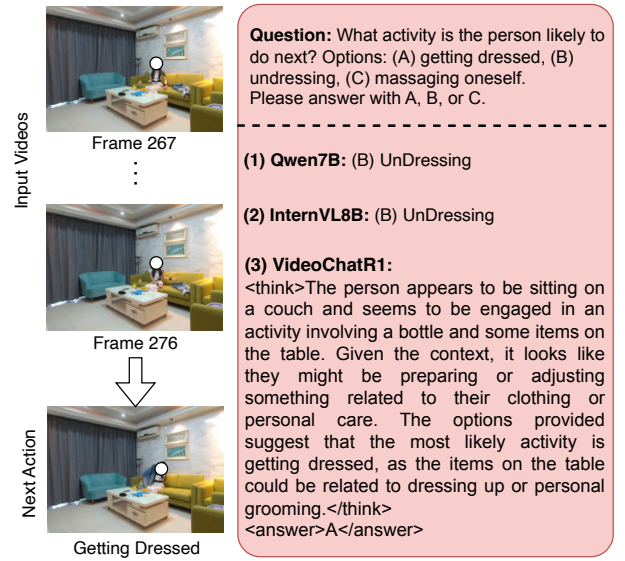 Input Videos
Frame 267
Frame 276
Next Action
Getting Dressed
Question: What activity is the person likely to
do next? Options: (A) getting dressed, (B)
undressing, (C) massaging oneself.
Please answer with A, B, or C.
(1) Qwen7B: (B) UnDressing
(2) InternVL8B: (B) UnDressing
(3) VideoChatR1:
<think>The person appears to be sitting on
a couch and seems to be engaged in an
activity involving a bottle and some items on
the table. Given the context, it looks like
they might be preparing or adjusting
something related to their clothing or
personal care. The options provided
suggest that the most likely activity is
getting dressed, as the items on the table
could be related to dressing up or personal
grooming.</think>
<answer>A</answer>